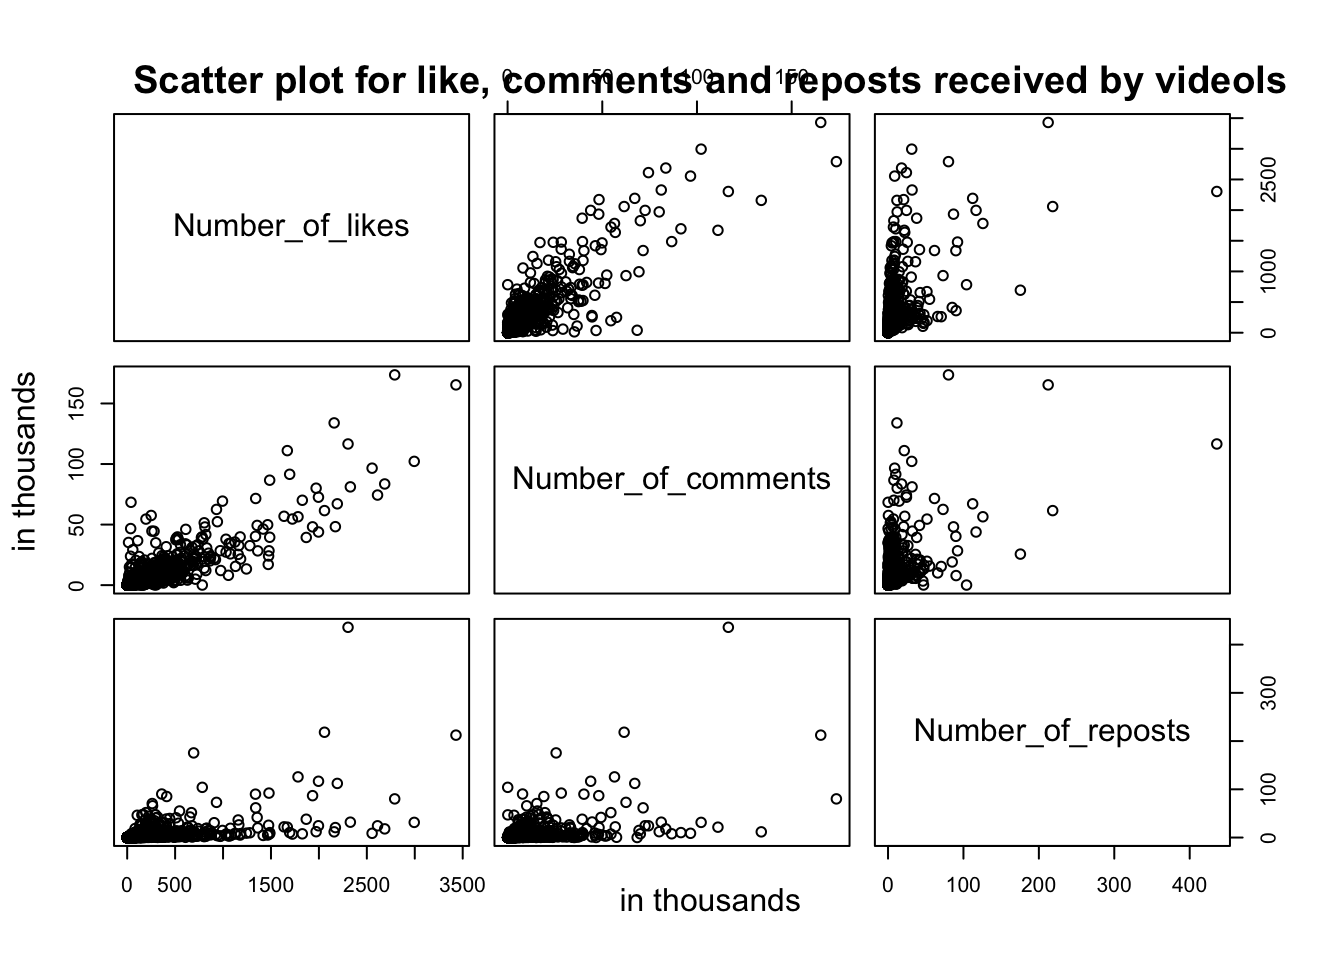 Scatter plot for like, comments and reposts received by videols
0 50 100 150
Number_of_likes
0 1000 2500
in thousands
0 50 100 150
Number_of_comments
Number_of_reposts
0 100 300
0 500 1500 2500 3500
0 100 200 300 400
in thousands